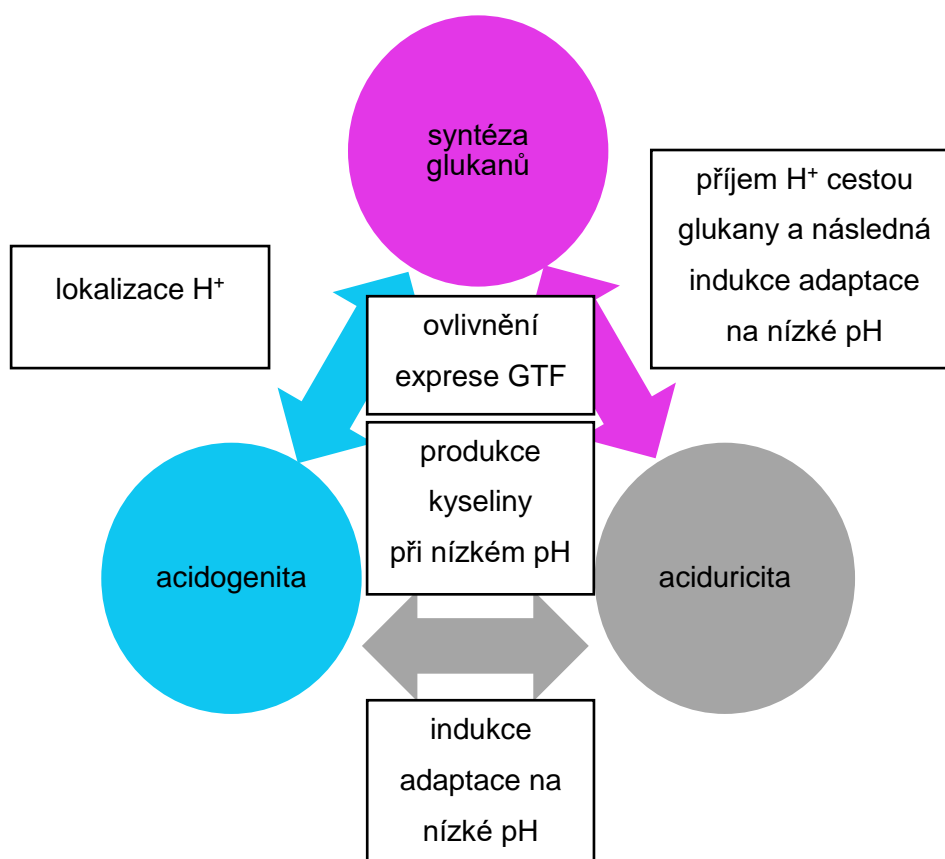 syntéza
glukanů
příjem H⁺ cestou
glukany a následná
indukce adaptace
na nízké pH
lokalizace H⁺
ovlivnění
exprese GTF
produkce
kyseliny
při nízkém pH
acidogenita
aciduricita
indukce
adaptace na
nízké pH